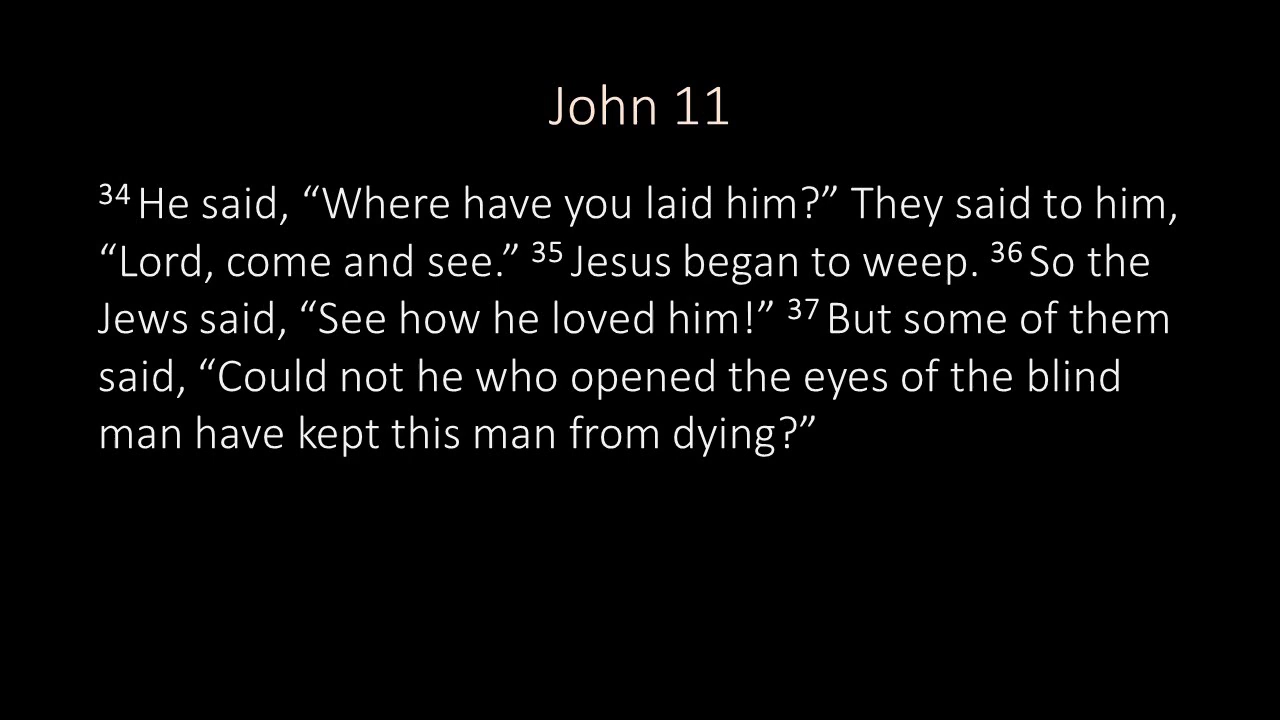 John 11
34 He said, “Where have you laid him?” They said to him,
“Lord, come and see.” 35 Jesus began to weep. 36 So the
Jews said, “See how he loved him!” 37 But some of them
said, “Could not he who opened the eyes of the blind
man have kept this man from dying?”